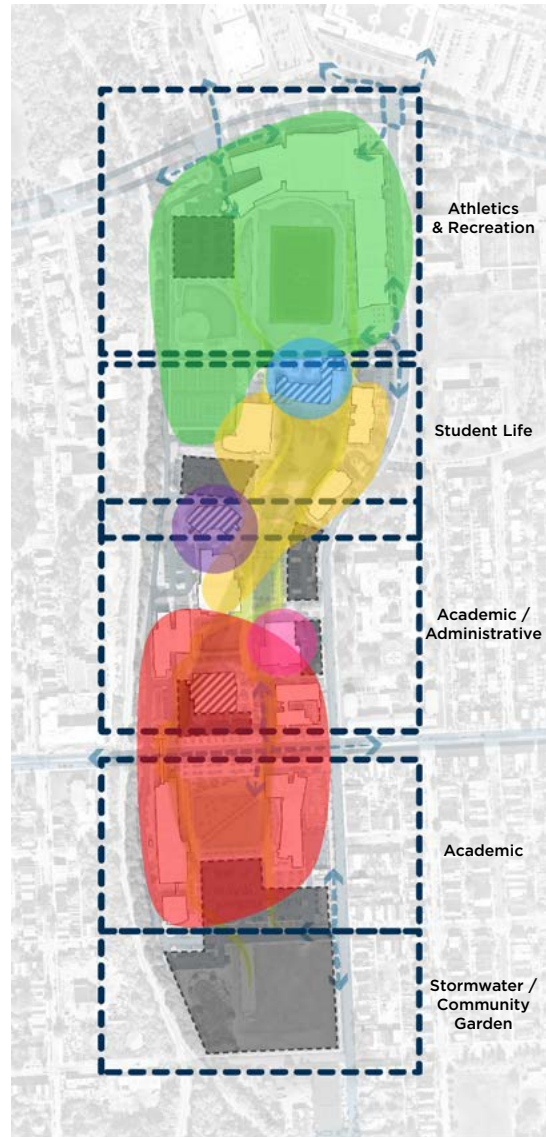 Athletics
& Recreation
Student Life
Academic /
Administrative
Academic
Stormwater /
Community
Garden